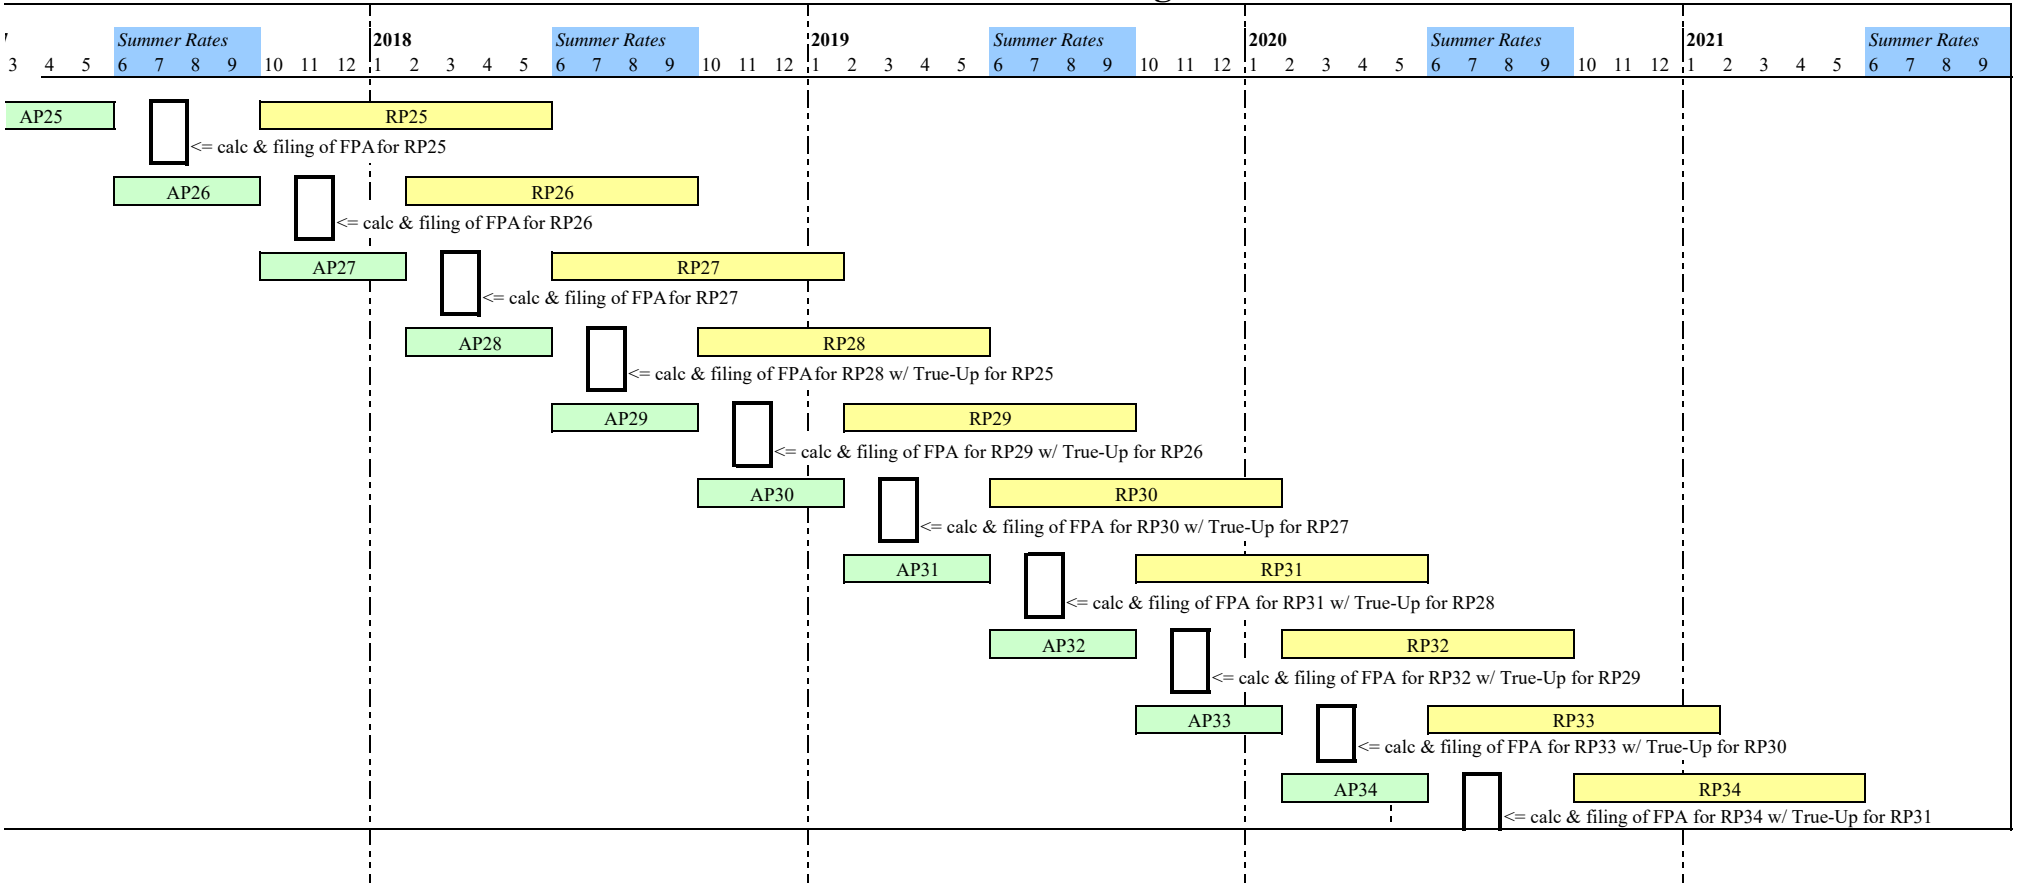 Summer Rates 2018 Summer Rates 2019 Summer Rates 2020 Summer Rates 2021 Summer Rates
3 4 5 6 7 8 9 10 11 12 1 2 3 4 5 6 7 8 9 10 11 12 1 2 3 4 5 6 7 8 9 10 11 12 1 2 3 4 5 6 7 8 9 10 11 12 1 2 3 4 5 6 7 8 9
AP25 RP25
<= calc & filing of FPA for RP25
AP26 RP26
<= calc & filing of FPA for RP26
AP27 RP27
<= calc & filing of FPA for RP27
AP28 RP28
<= calc & filing of FPA for RP28 w/ True-Up for RP25
AP29 RP29
<= calc & filing of FPA for RP29 w/ True-Up for RP26
AP30 RP30
<= calc & filing of FPA for RP30 w/ True-Up for RP27
AP31 RP31
<= calc & filing of FPA for RP31 w/ True-Up for RP28
AP32 RP32
<= calc & filing of FPA for RP32 w/ True-Up for RP29
AP33 RP33
<= calc & filing of FPA for RP33 w/ True-Up for RP30
AP34 RP34
<= calc & filing of FPA for RP34 w/ True-Up for RP31